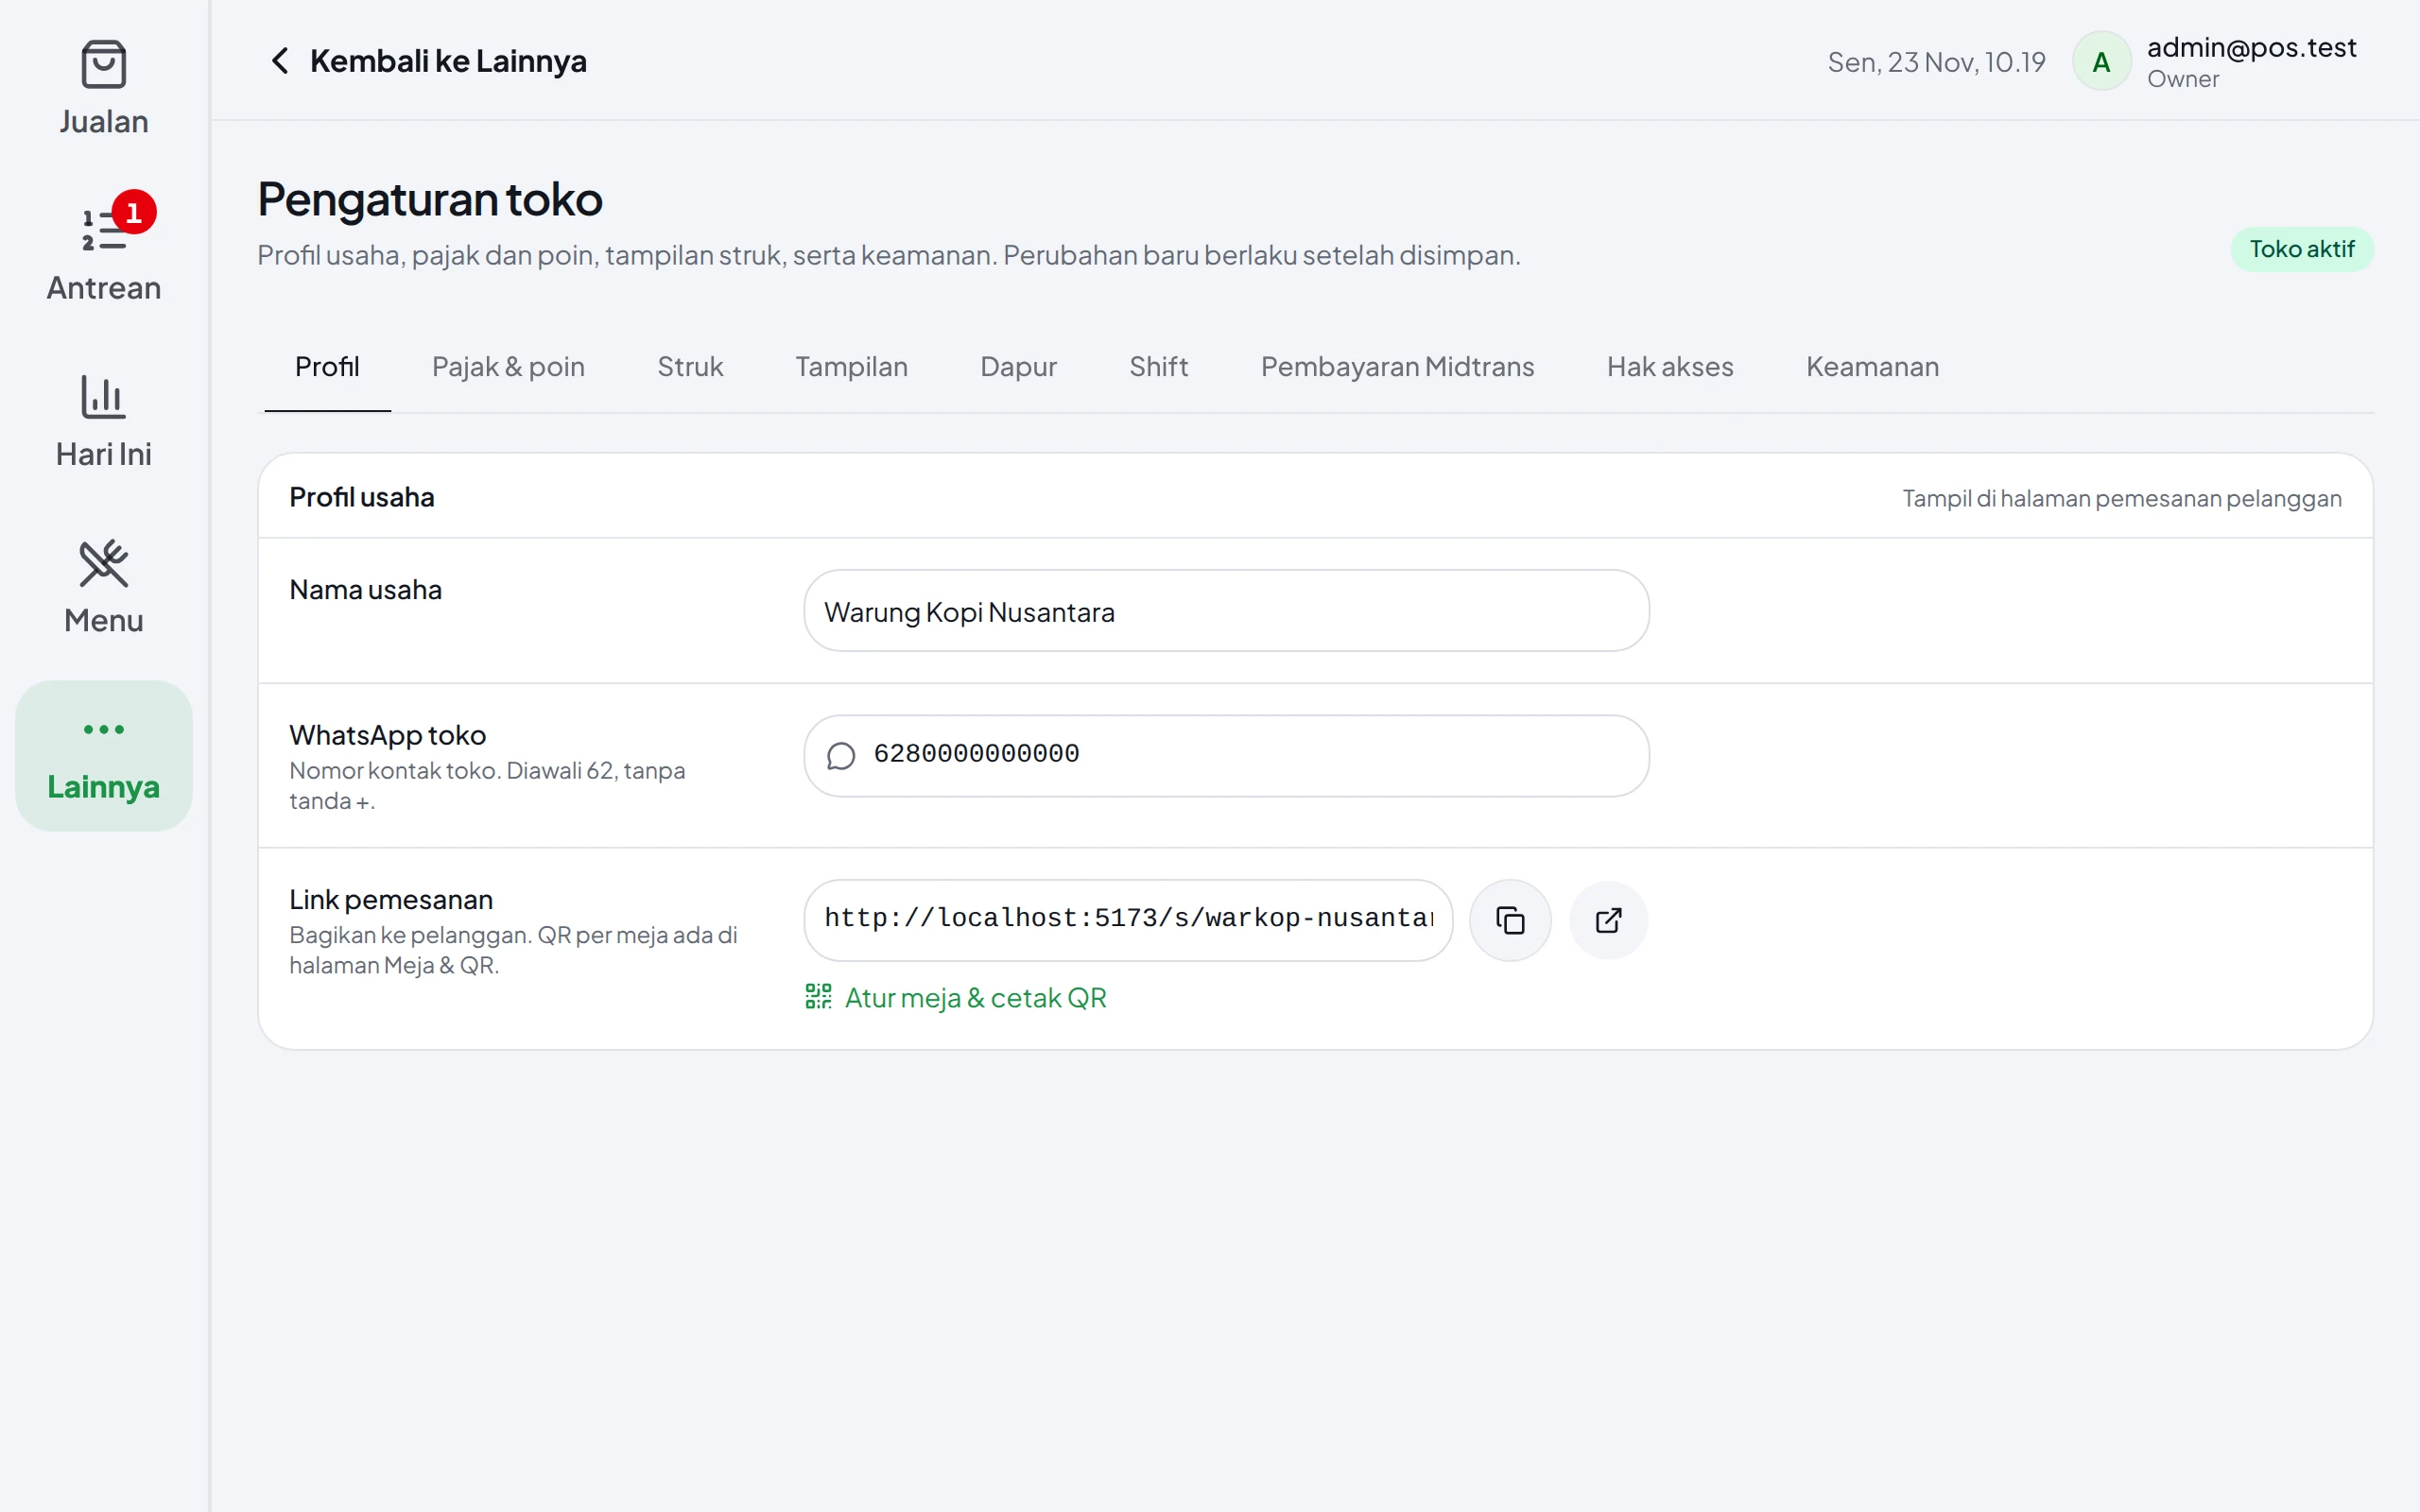 Jualan
1
Antrean
Hari Ini
Menu
Lainnya
Kembali ke Lainnya
Sen, 23 Nov, 10.19
A
admin@pos.test
Owner
Pengaturan toko
Profil usaha, pajak dan poin, tampilan struk, serta keamanan. Perubahan baru berlaku setelah disimpan.
Toko aktif
Profil
Pajak & poin
Struk
Tampilan
Dapur
Shift
Pembayaran Midtrans
Hak akses
Keamanan
Profil usaha
Tampil di halaman pemesanan pelanggan
Nama usaha
Warung Kopi Nusantara
WhatsApp toko
Nomor kontak toko. Diawali 62, tanpa
tanda +.
6280000000000
Link pemesanan
Bagikan ke pelanggan. QR per meja ada di
halaman Meja & QR.
http://localhost:5173/s/warkop-nusantar
Atur meja & cetak QR